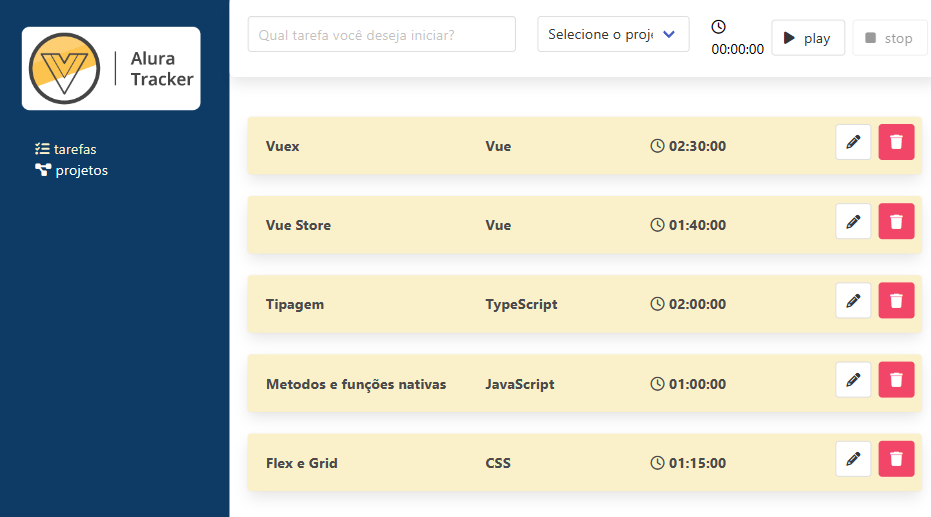 Alura
Tracker
tarefas
projetos
Qual tarefa você deseja iniciar?
Selecione o proje
00:00:00
play
stop
Vuex Vue 02:30:00
Vue Store Vue 01:40:00
Tipagem TypeScript 02:00:00
Metodos e funções nativas JavaScript 01:00:00
Flex e Grid CSS 01:15:00